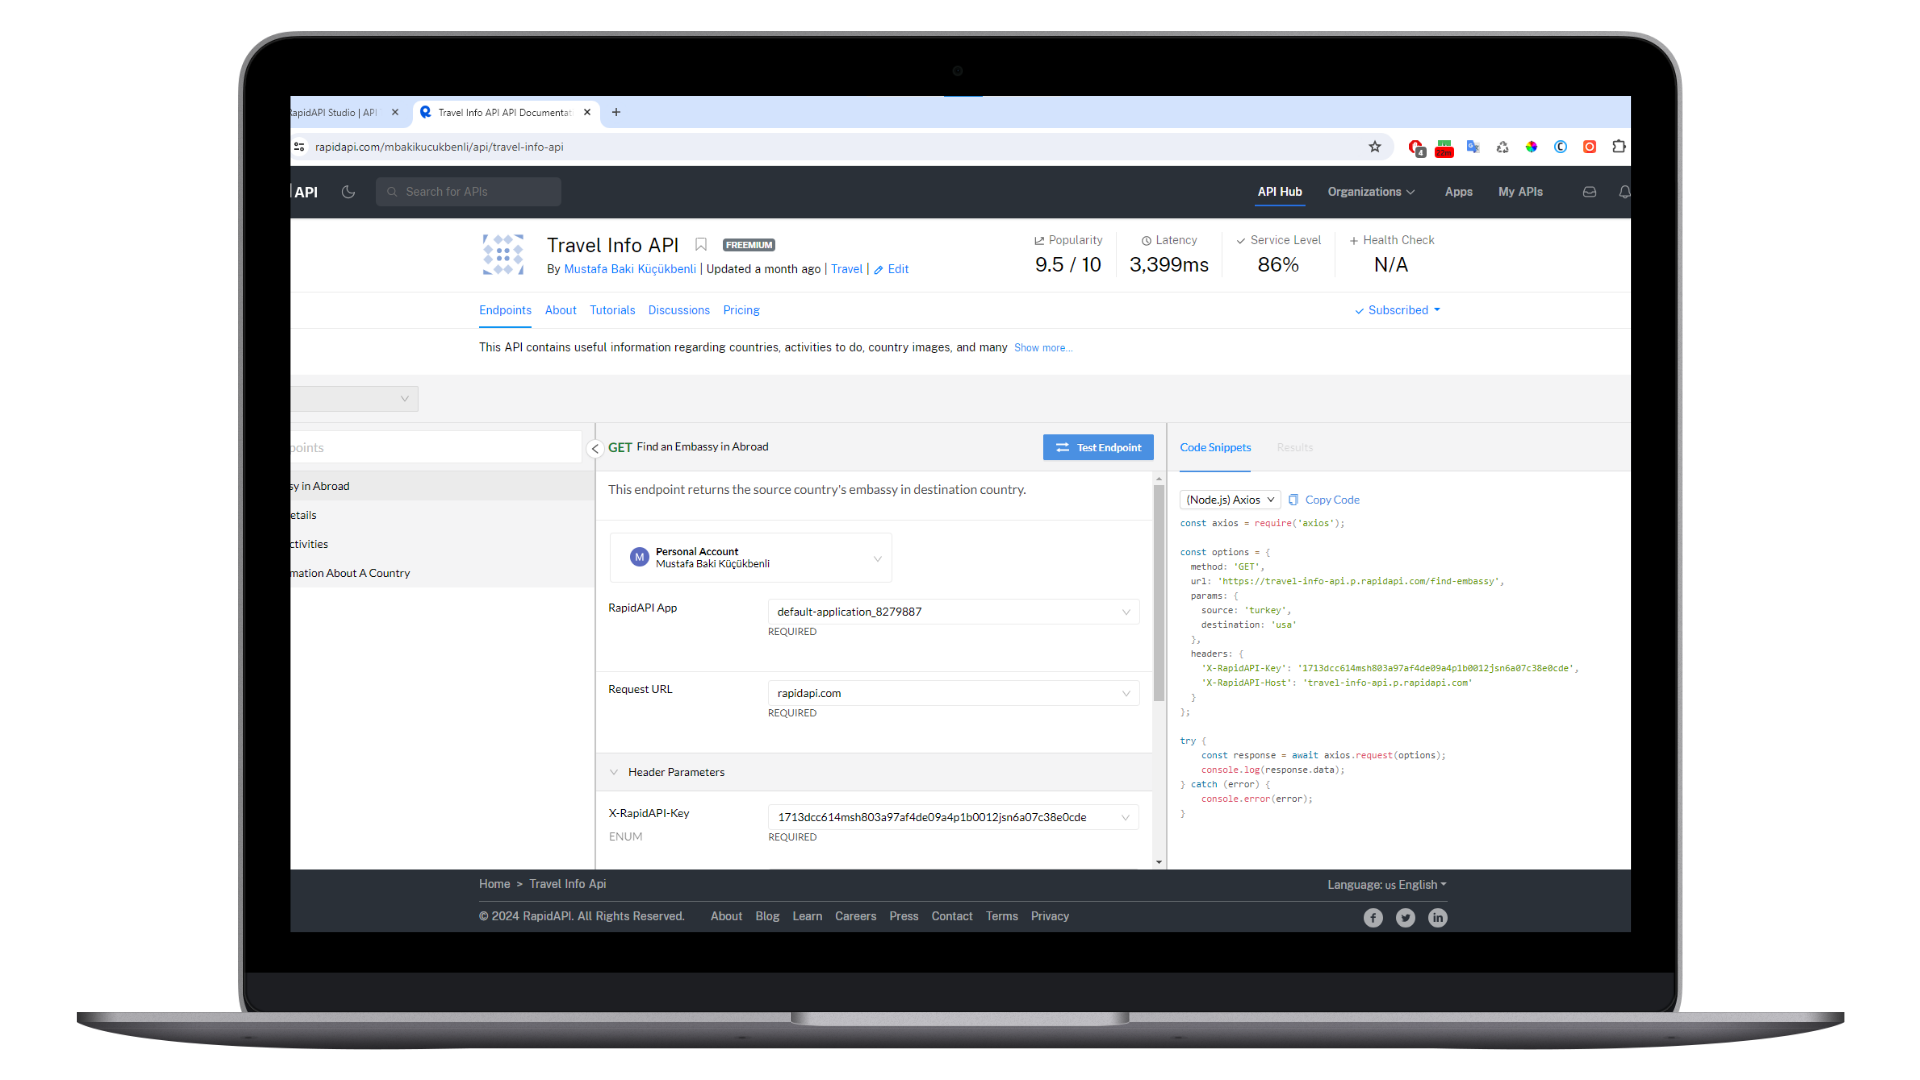 RapidAPI Studio | API
Travel Info API API Documentat
rapidapi.com/mbakikucukbenli/api/travel-info-api
4
API
Search for APIs
API Hub
Organizations
Apps
My APIs
Travel Info API
FREEMIUM
By Mustafa Baki Küçükbenli | Updated a month ago | Travel | Edit
Popularity
9.5 / 10
Latency
3,399ms
Service Level
86%
Health Check
N/A
Endpoints About Tutorials Discussions Pricing
Subscribed
This API contains useful information regarding countries, activities to do, country images, and many Show more...
points
sy in Abroad
etails
ctivities
mation About A Country
GET Find an Embassy in Abroad
Test Endpoint
This endpoint returns the source country's embassy in destination country.
M
Personal Account
Mustafa Baki Küçükbenli
RapidAPI App
default-application_8279887
REQUIRED
Request URL
rapidapi.com
REQUIRED
Header Parameters
X-RapidAPI-Key
ENUM
1713dcc614msh803a97af4de09a4p1b0012jsn6a07c38e0cde
REQUIRED
Code Snippets
Results
(Node.js) Axios
Copy Code
const axios = require('axios');
const options = {
method: 'GET',
url: 'https://travel-info-api.p.rapidapi.com/find-embassy',
params: {
source: 'turkey',
destination: 'usa'
},
headers: {
'X-RapidAPI-Key': '1713dcc614msh803a97af4de09a4p1b0012jsn6a07c38e0cde',
'X-RapidAPI-Host': 'travel-info-api.p.rapidapi.com'
}
};
try {
const response = await axios.request(options);
console.log(response.data);
} catch (error) {
console.error(error);
}
Home > Travel Info Api
Language: us English
© 2024 RapidAPI. All Rights Reserved.
About Blog Learn Careers Press Contact Terms Privacy